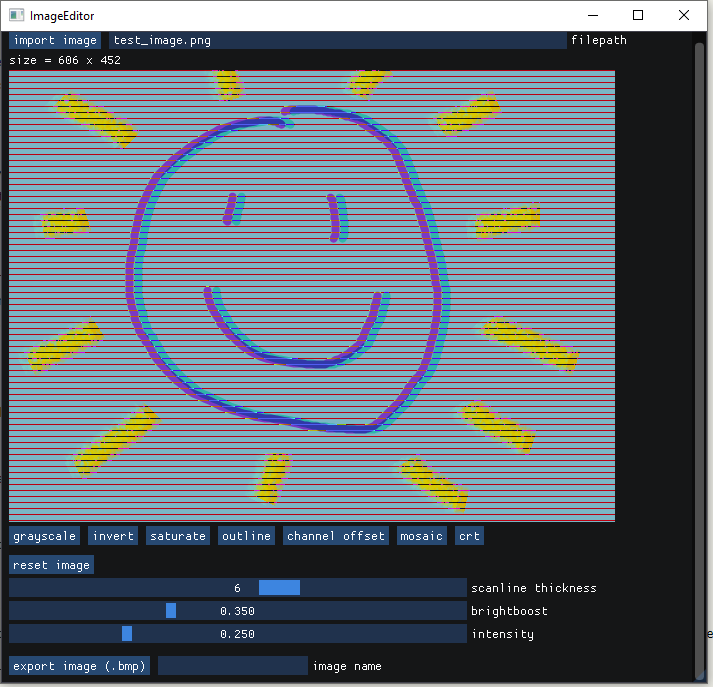 ImageEditor
import image test_image.png filepath
size = 606 x 452
grayscale invert saturate outline channel offset mosaic crt
reset image
6 scanline thickness
0.350 brightboost
0.250 intensity
export image (.bmp) image name